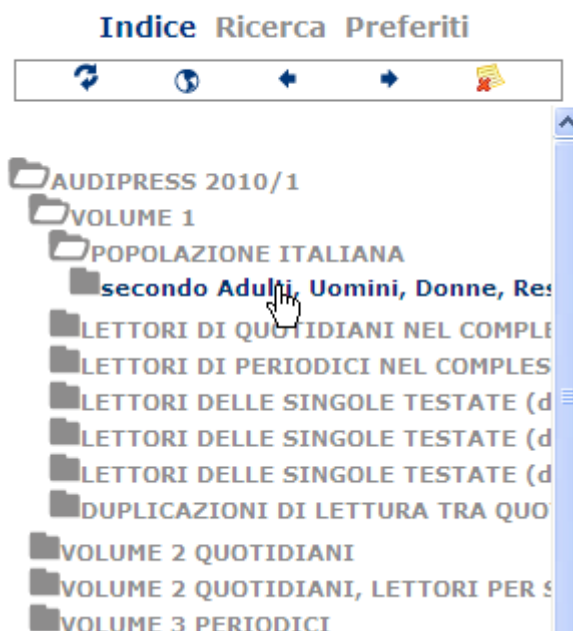 Indice Ricerca Preferiti
AUDIPRESS 2010/1
VOLUME 1
POPOLAZIONE ITALIANA
secondo Adulti, Uomini, Donne, Res
LETTORI DI QUOTIDIANI NEL COMPLE
LETTORI DI PERIODICI NEL COMPLES
LETTORI DELLE SINGOLE TESTATE (d
LETTORI DELLE SINGOLE TESTATE (d
LETTORI DELLE SINGOLE TESTATE (d
DUPLICAZIONI DI LETTURA TRA QUO
VOLUME 2 QUOTIDIANI
VOLUME 2 QUOTIDIANI, LETTORI PER S
VOLUME 3 PERIODICI